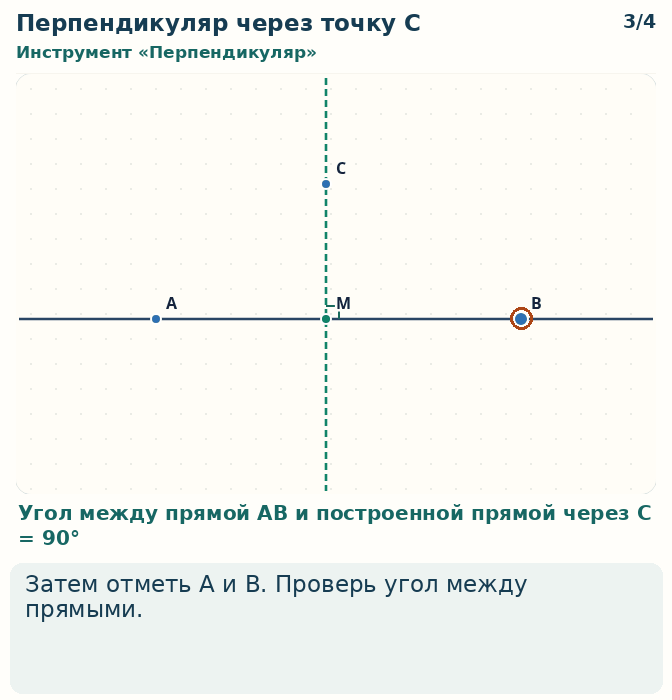 Перпендикуляр через точку C
3/4
Инструмент «Перпендикуляр»
C
A
M
B
Угол между прямой AB и построенной прямой через C
= 90°
Затем отметь A и B. Проверь угол между
прямыми.